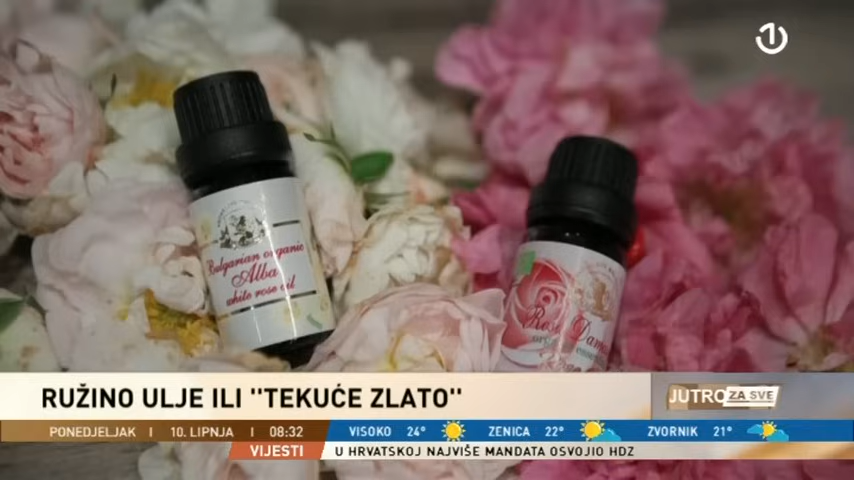 Bulgarian organic
Alba
white rose oil
Rosa Dama
RUŽINO ULJE ILI "TEKUĆE ZLATO"
JUTRO ZA SVE
PONEDJELJAK I 10. LIPNJA I 08:32
VISOKO 24° ZENICA 22° ZVORNIK 21°
VIJESTI U HRVATSKOJ NAJVIŠE MANDATA OSVOJIO HDZ